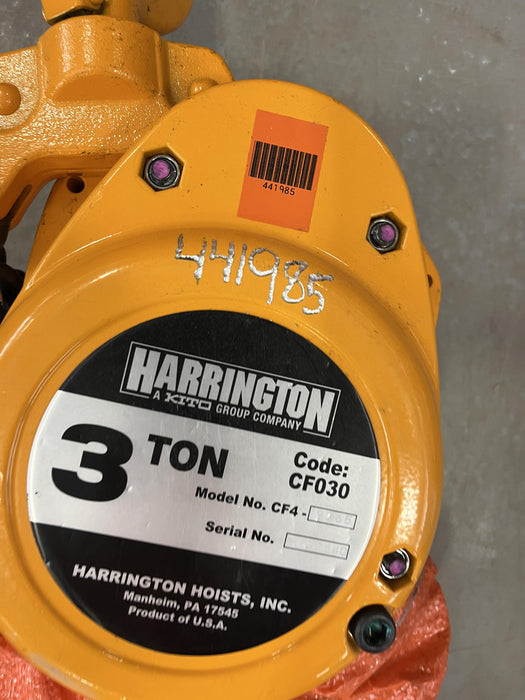 441985
441985
HARRINGTON
A KITO GROUP COMPANY
3 TON
Code:
CF030
Model No. CF4 -
Serial No.
HARRINGTON HOISTS, INC.
Manheim, PA 17545
Product of U.S.A.